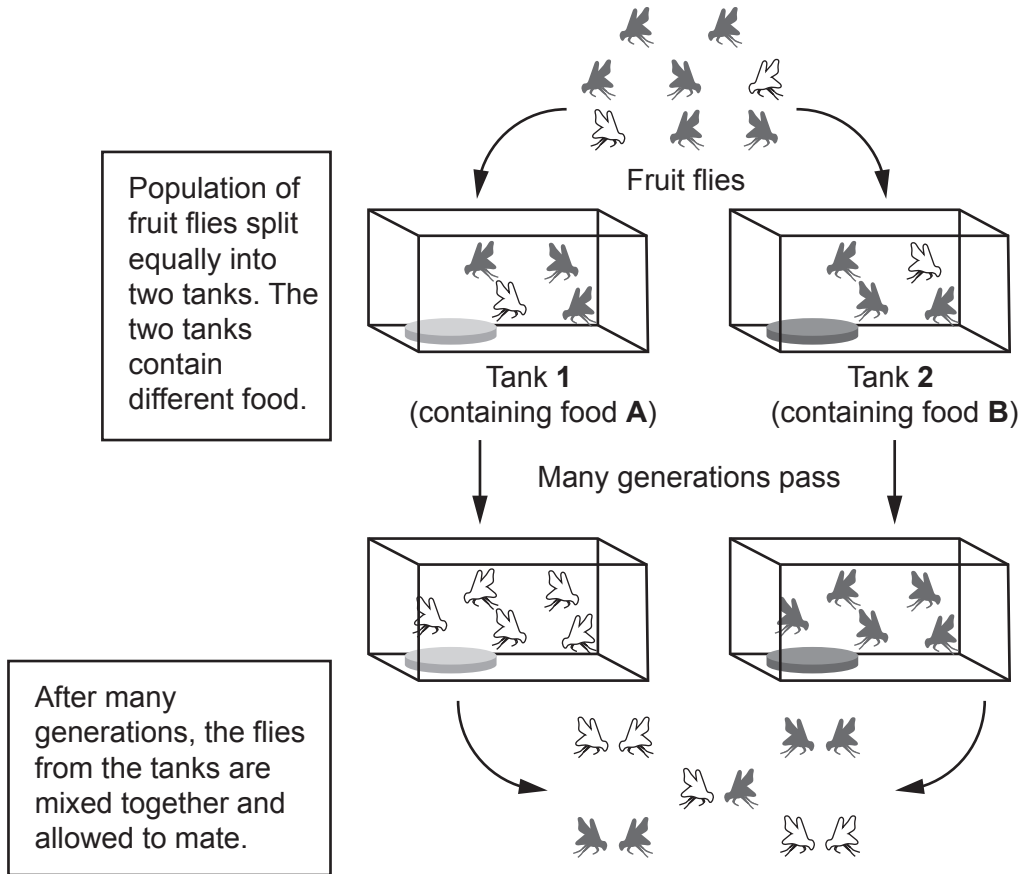 Fruit flies
Population of
fruit flies split
equally into
two tanks. The
two tanks
contain
different food.
Tank 1
(containing food A)
Tank 2
(containing food B)
Many generations pass
After many
generations, the flies
from the tanks are
mixed together and
allowed to mate.